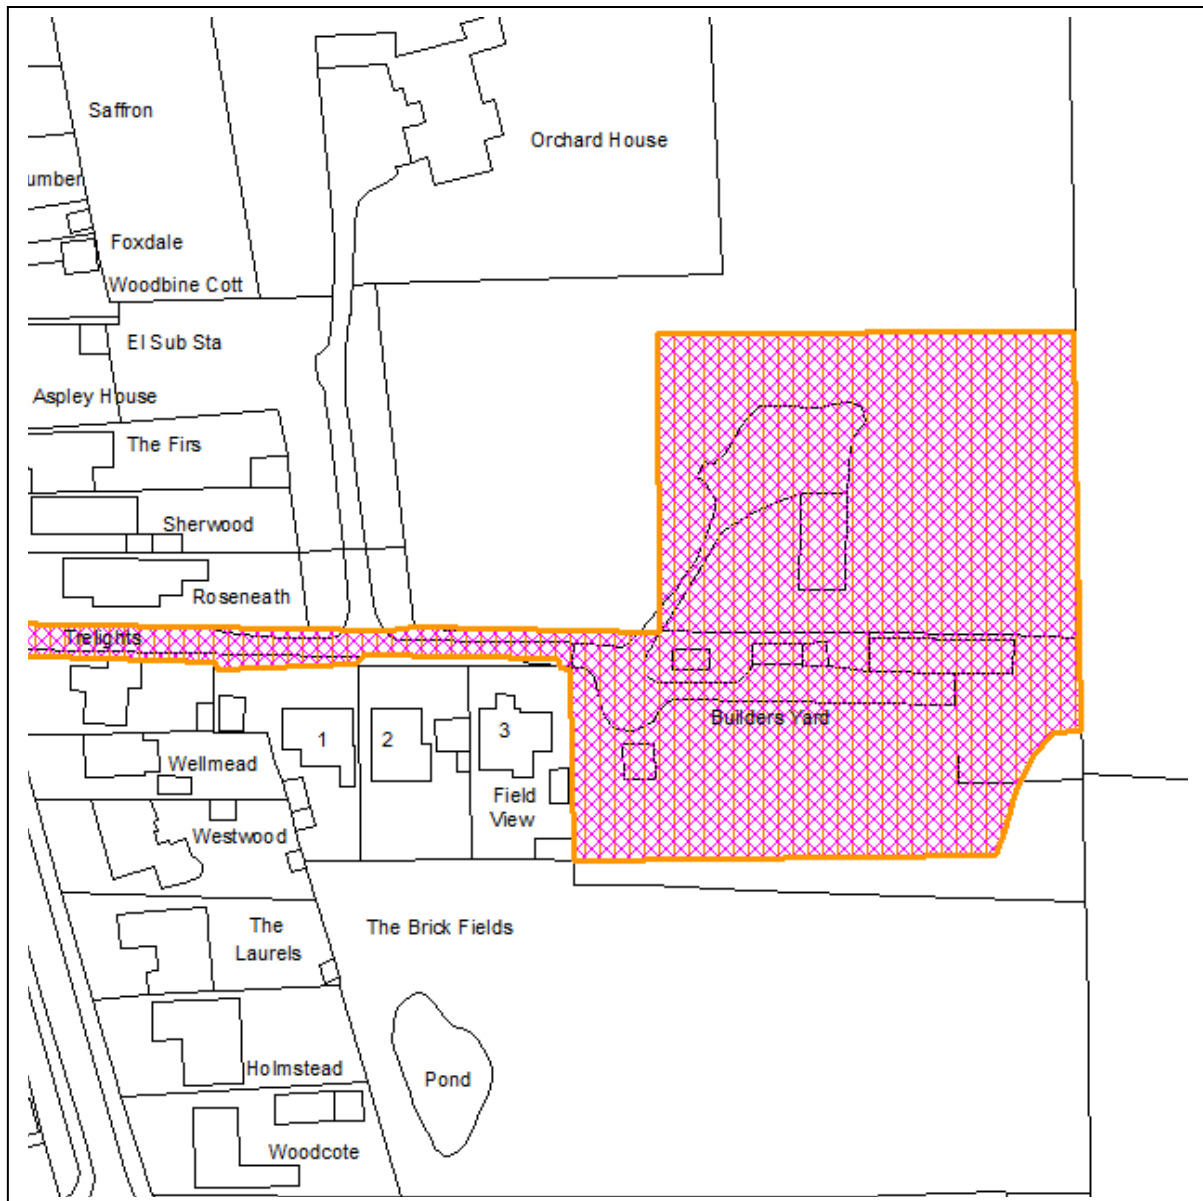 Saffron
Orchard House
umber
Foxdale
Woodbine Cott
El Sub Sta
Aspley House
The Firs
Sherwood
Roseneath
Trelights
Builders Yard
1
2
3
Wellmead
Field
View
Westwood
The
Laurels
The Brick Fields
Holmstead
Pond
Woodcote